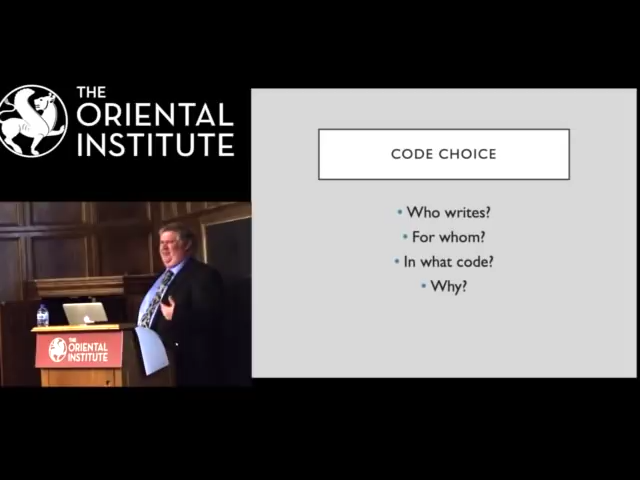 THE
ORIENTAL
INSTITUTE
CODE CHOICE
• Who writes?
• For whom?
• In what code?
• Why?
THE
ORIENTAL
INSTITUTE